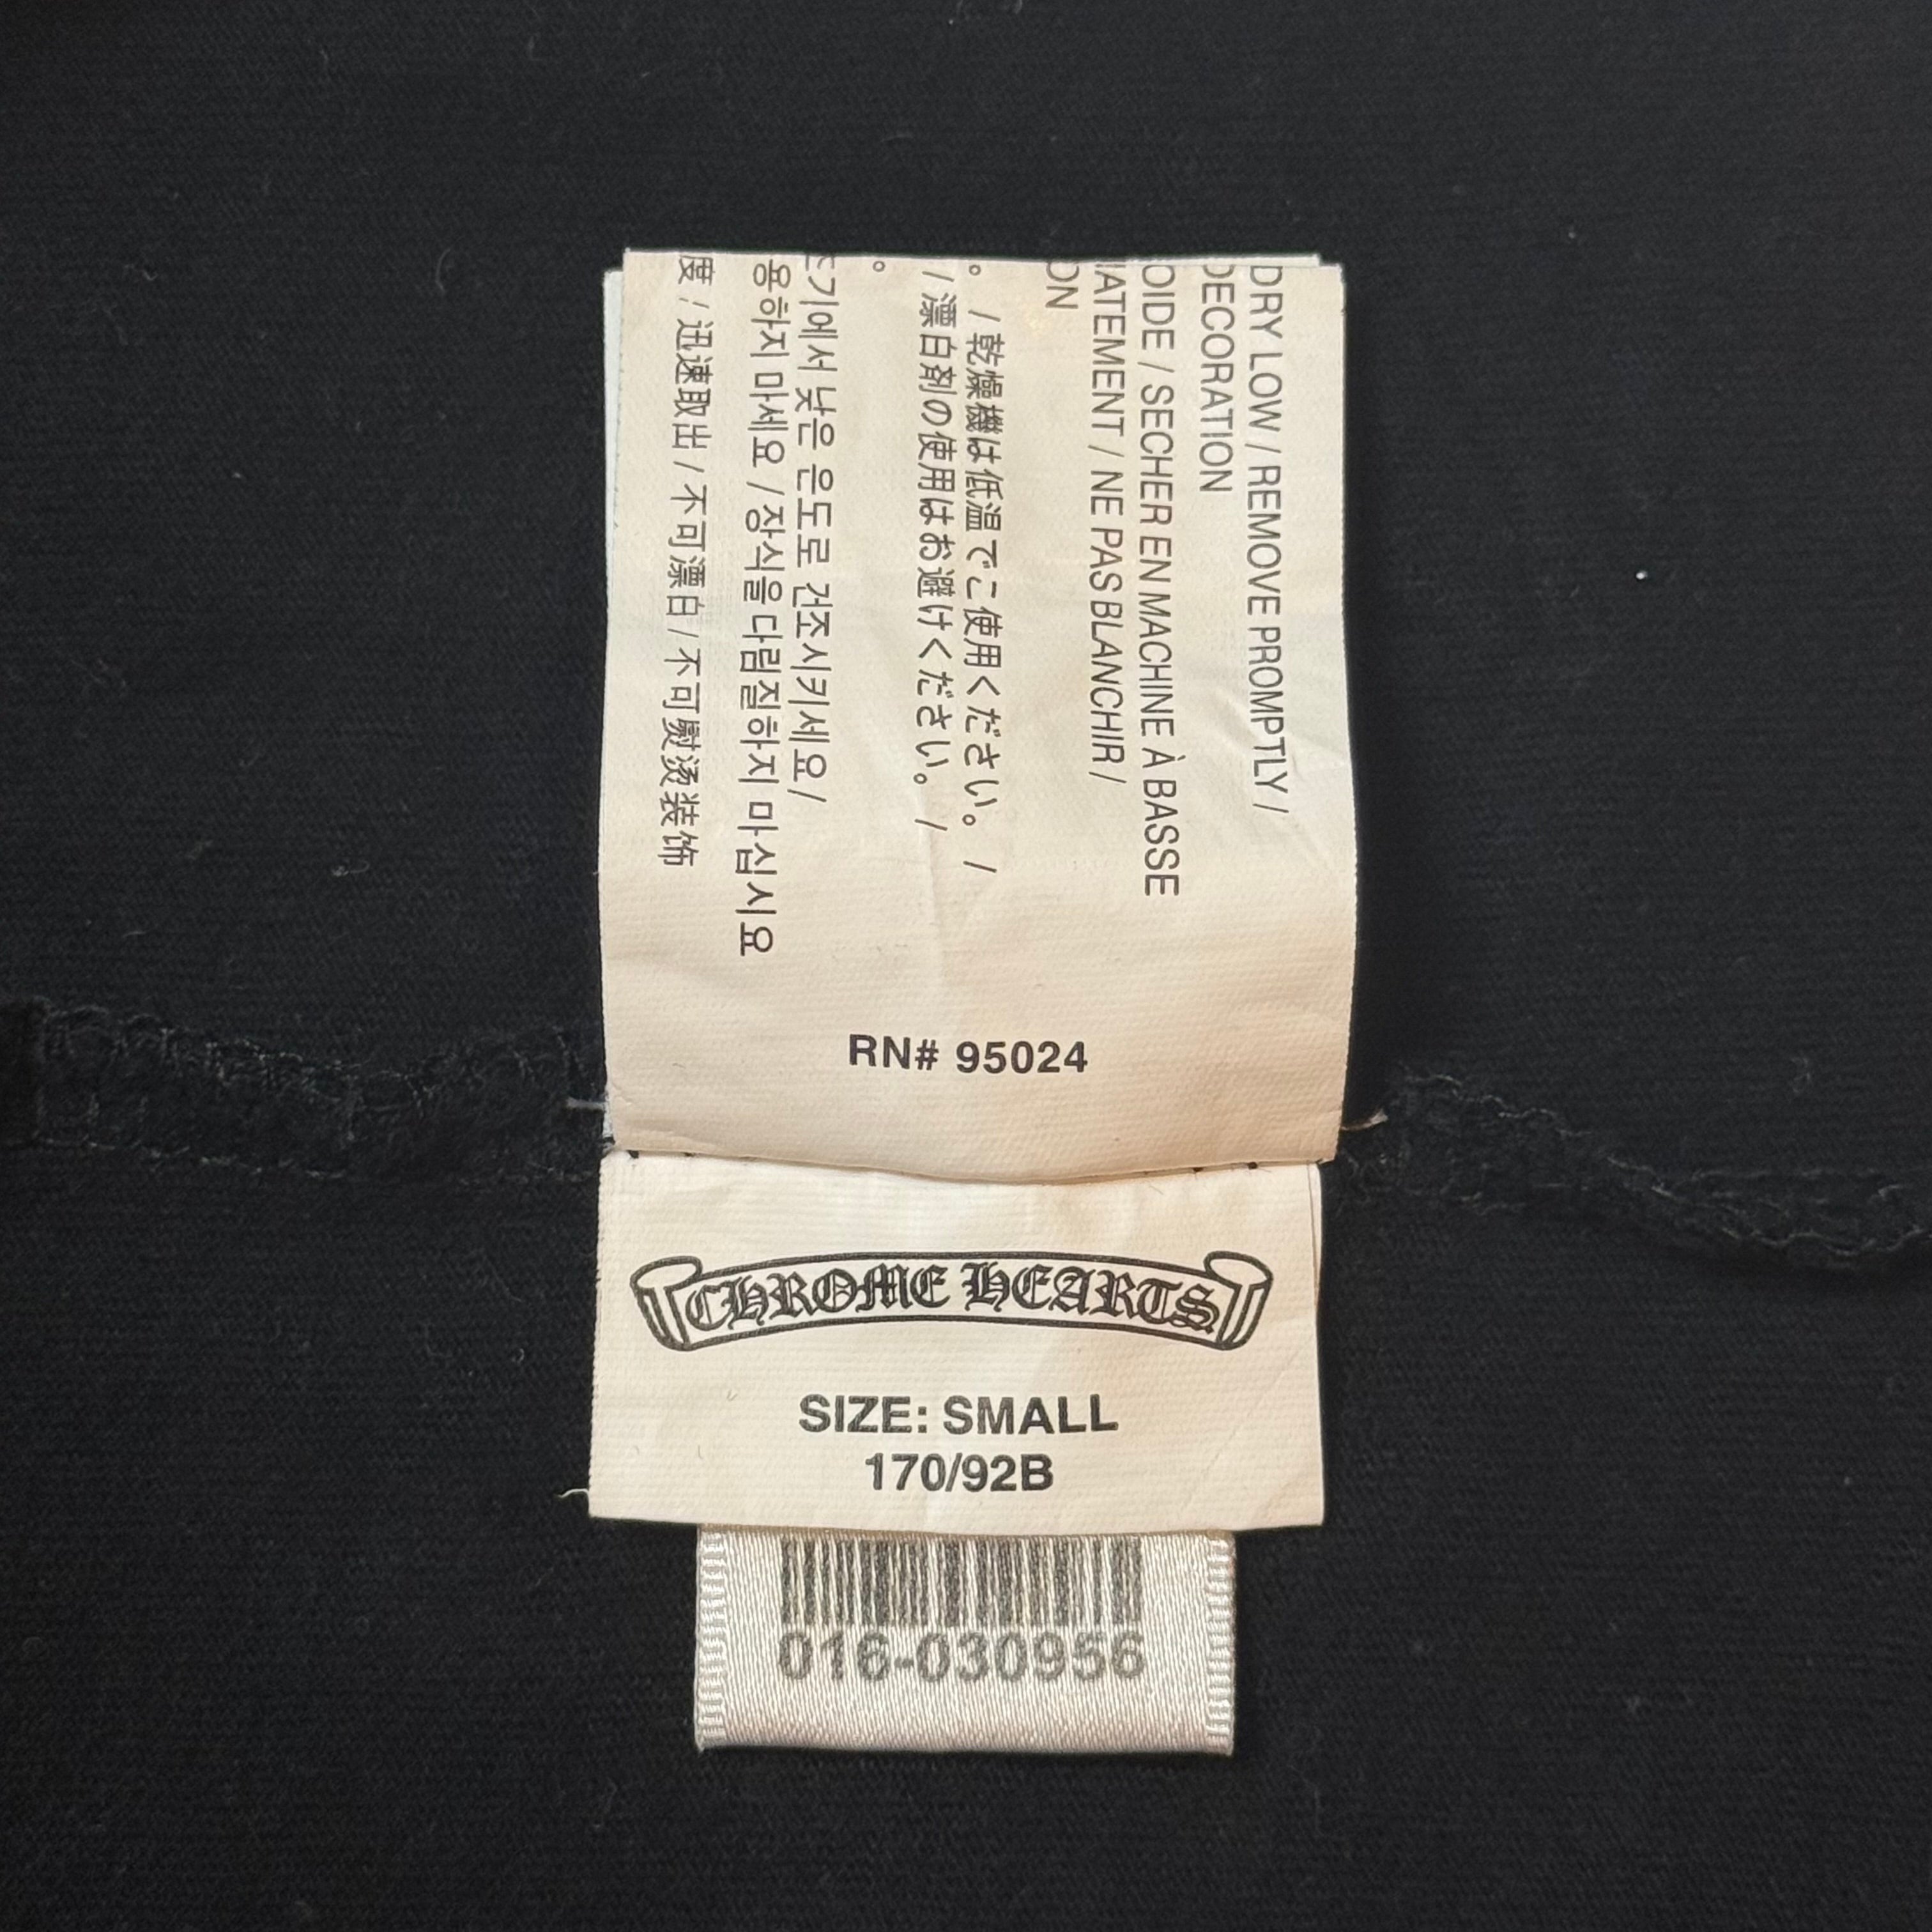 DRY LOW / REMOVE PROMPTLY /
DECORATION
OIDE / SECHER EN MACHINE À BASSE
IATEMENT / NE PAS BLANCHIR /
ON
。 / 乾燥機は低温でご使用ください。 /
/ 漂白剤の使用はお避けください。 /
。
기에서 낮은 온도로 건조시키세요 /
용하지 마세요 / 장식을 다림질하지 마십시요
度 / 迅速取出 / 不可漂白 / 不可熨烫装饰
RN# 95024
CHROME HEARTS
SIZE: SMALL
170/92B
016-030956